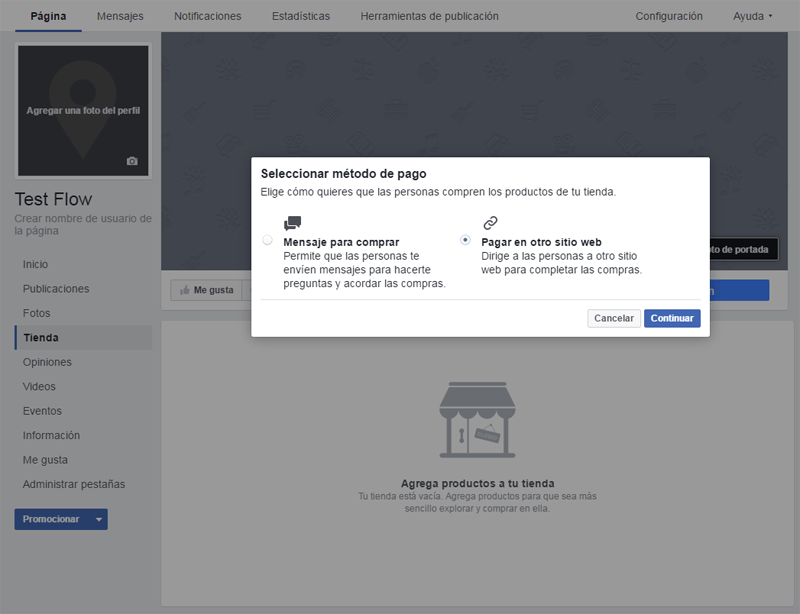 Página Mensajes Notificaciones Estadísticas Herramientas de publicación Configuración Ayuda
Agregar una foto del perfil
Test Flow
Crear nombre de usuario de
la página
Inicio
Publicaciones
Fotos
Tienda
Opiniones
Videos
Eventos
Información
Me gusta
Administrar pestañas
Promocionar
Seleccionar método de pago
Elige cómo quieres que las personas compren los productos de tu tienda.
Mensaje para comprar
Permite que las personas te
envíen mensajes para hacerte
preguntas y acordar las compras.
Pagar en otro sitio web
Dirige a las personas a otro sitio
web para completar las compras.
Cancelar Continuar
de portada
Me gusta
Agrega productos a tu tienda
Tu tienda está vacía. Agrega productos para que sea más
sencillo explorar y comprar en ella.